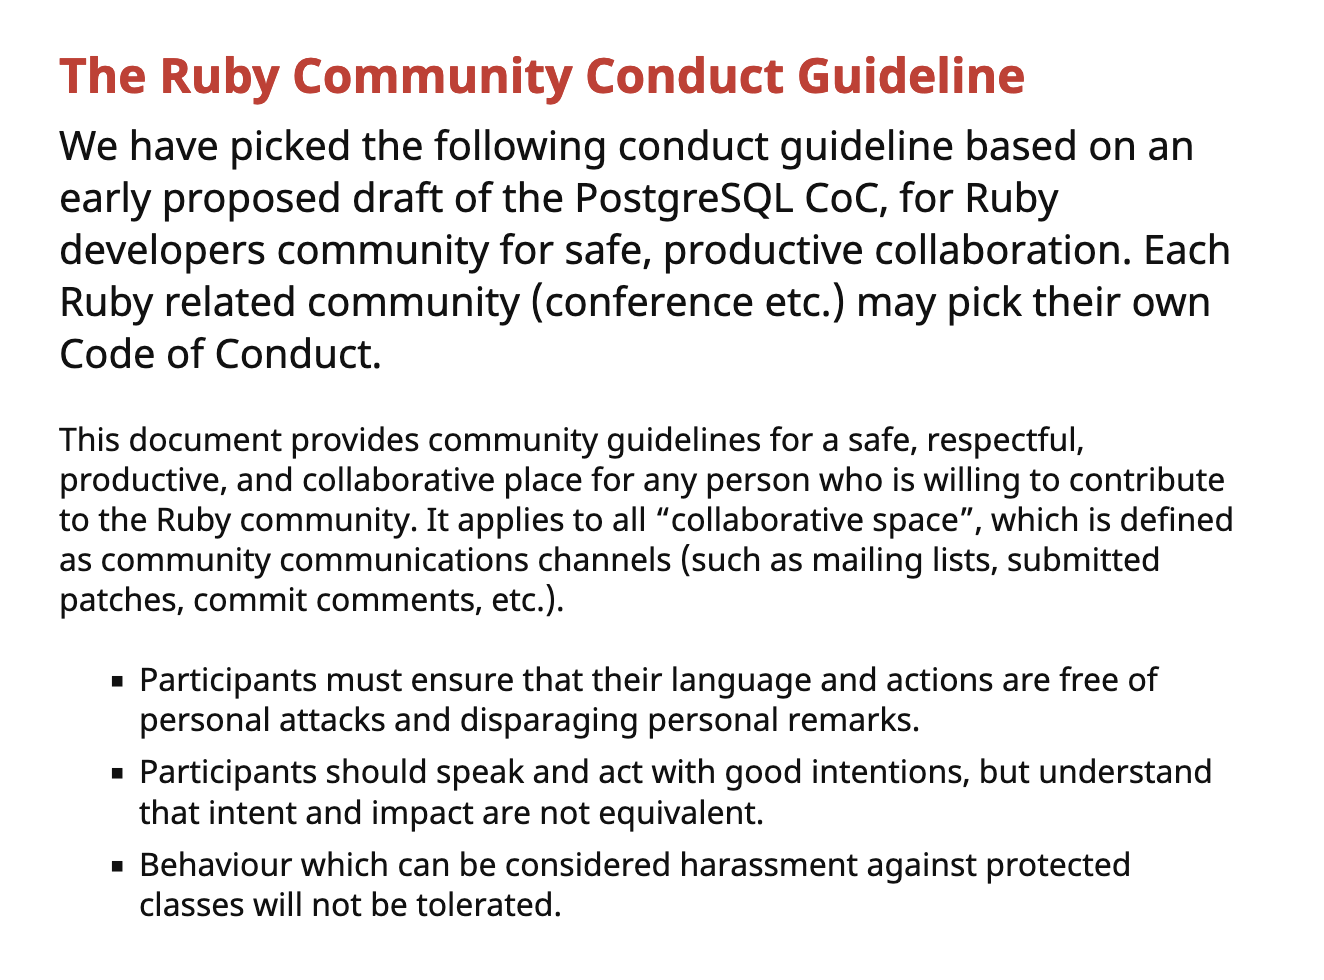 The Ruby Community Conduct Guideline
We have picked the following conduct guideline based on an
early proposed draft of the PostgreSQL CoC, for Ruby
developers community for safe, productive collaboration. Each
Ruby related community (conference etc.) may pick their own
Code of Conduct.
This document provides community guidelines for a safe, respectful,
productive, and collaborative place for any person who is willing to contribute
to the Ruby community. It applies to all “collaborative space”, which is defined
as community communications channels (such as mailing lists, submitted
patches, commit comments, etc.).
▪ Participants must ensure that their language and actions are free of
personal attacks and disparaging personal remarks.
▪ Participants should speak and act with good intentions, but understand
that intent and impact are not equivalent.
▪ Behaviour which can be considered harassment against protected
classes will not be tolerated.